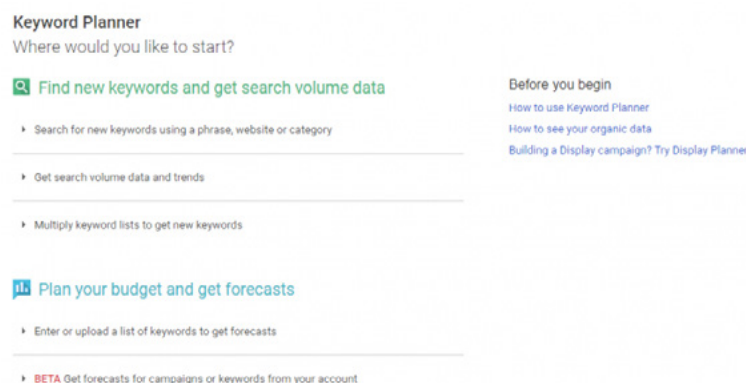 Keyword Planner
Where would you like to start?
Find new keywords and get search volume data
Search for new keywords using a phrase, website or category
Get search volume data and trends
Multiply keyword lists to get new keywords
Plan your budget and get forecasts
Enter or upload a list of keywords to get forecasts
BETA Get forecasts for campaigns or keywords from your account
Before you begin
How to use Keyword Planner
How to see your organic data
Building a Display campaign? Try Display Planner